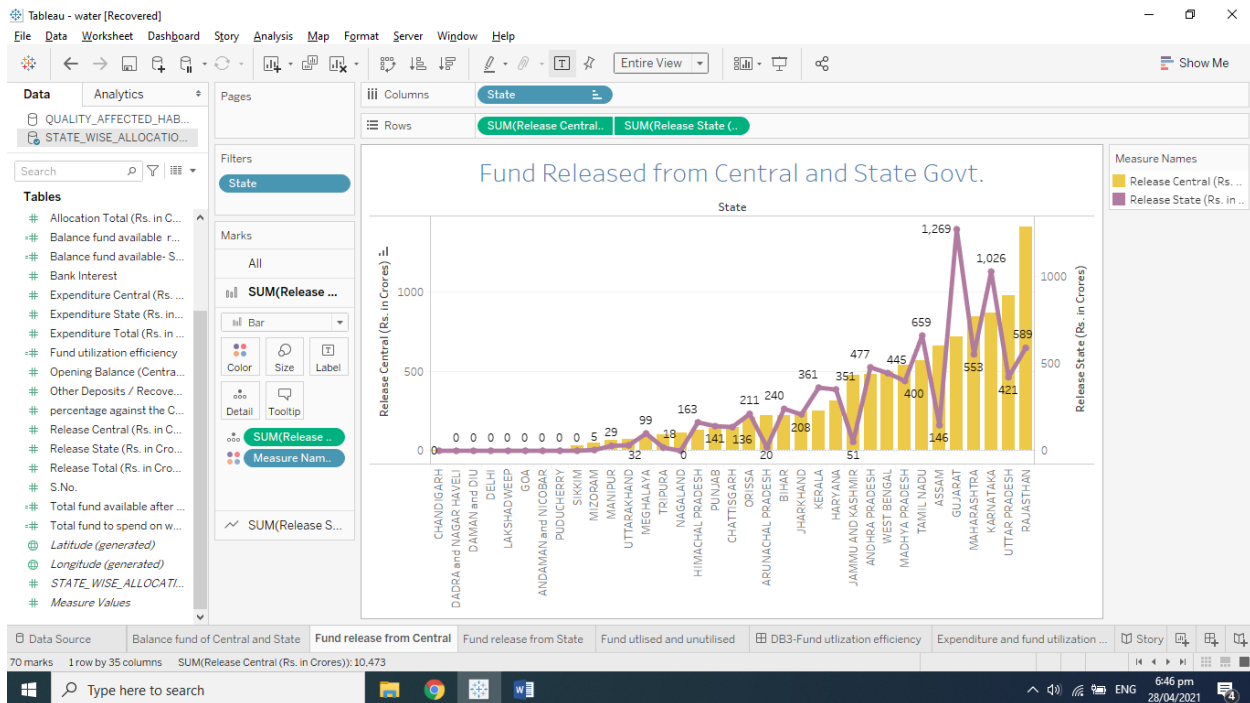 Tableau - water [Recovered]
File Data Worksheet Dashboard Story Analysis Map Format Server Window Help
Entire View
Show Me
Data Analytics
QUALITY_AFFECTED_HAB...
STATE_WISE_ALLOCATIO...
Search
Tables
Allocation Total (Rs. in C...
Balance fund available r...
Balance fund available- S...
Bank Interest
Expenditure Central (Rs. ...
Expenditure State (Rs. in...
Expenditure Total (Rs. in ...
Fund utilization efficiency
Opening Balance (Centra...
Other Deposits / Recove...
percentage against the C...
Release Central (Rs. in C...
Release State (Rs. in Cro...
Release Total (Rs. in Cro...
S.No.
Total fund available after ...
Total fund to spend on w...
Latitude (generated)
Longitude (generated)
STATE_WISE_ALLOCATI...
Measure Values
Pages
Filters
State
Marks
All
SUM(Release ...
Bar
Color Size Label
Detail Tooltip
SUM(Release ..
Measure Nam..
SUM(Release S...
Columns State
Rows SUM(Release Central.. SUM(Release State (..
Fund Released from Central and State Govt.
State
Release Central (Rs. in Crores)
1000
500
0
0 0 0 0 0 0 0 0 0 5 29 32 99 18 0 163 141 136 211 20 240 208 361 351 51 477 445 400 659 146 1,269 553 1,026 421 589
1000
500
0
Release State (Rs. in Crores)
CHANDIGARH
DADRA and NAGAR HAVELI
DAMAN and DIU
DELHI
LAKSHADWEEP
GOA
ANDAMAN and NICOBAR
PUDUCHERRY
SIKKIM
MIZORAM
MANIPUR
UTTARAKHAND
MEGHALAYA
TRIPURA
NAGALAND
HIMACHAL PRADESH
PUNJAB
CHATTISGARH
ORISSA
ARUNACHAL PRADESH
BIHAR
JHARKHAND
KERALA
HARYANA
JAMMU AND KASHMIR
ANDHRA PRADESH
WEST BENGAL
MADHYA PRADESH
TAMIL NADU
ASSAM
GUJARAT
MAHARASHTRA
KARNATAKA
UTTAR PRADESH
RAJASTHAN
Measure Names
Release Central (Rs. ..
Release State (Rs. in ..
Data Source Balance fund of Central and State Fund release from Central Fund release from State Fund utlised and unutilised DB3-Fund utlization efficiency Expenditure and fund utilization ... Story
70 marks 1 row by 35 columns SUM(Release Central (Rs. in Crores)): 10,473
Type here to search
ENG
6:46 pm
28/04/2021
4